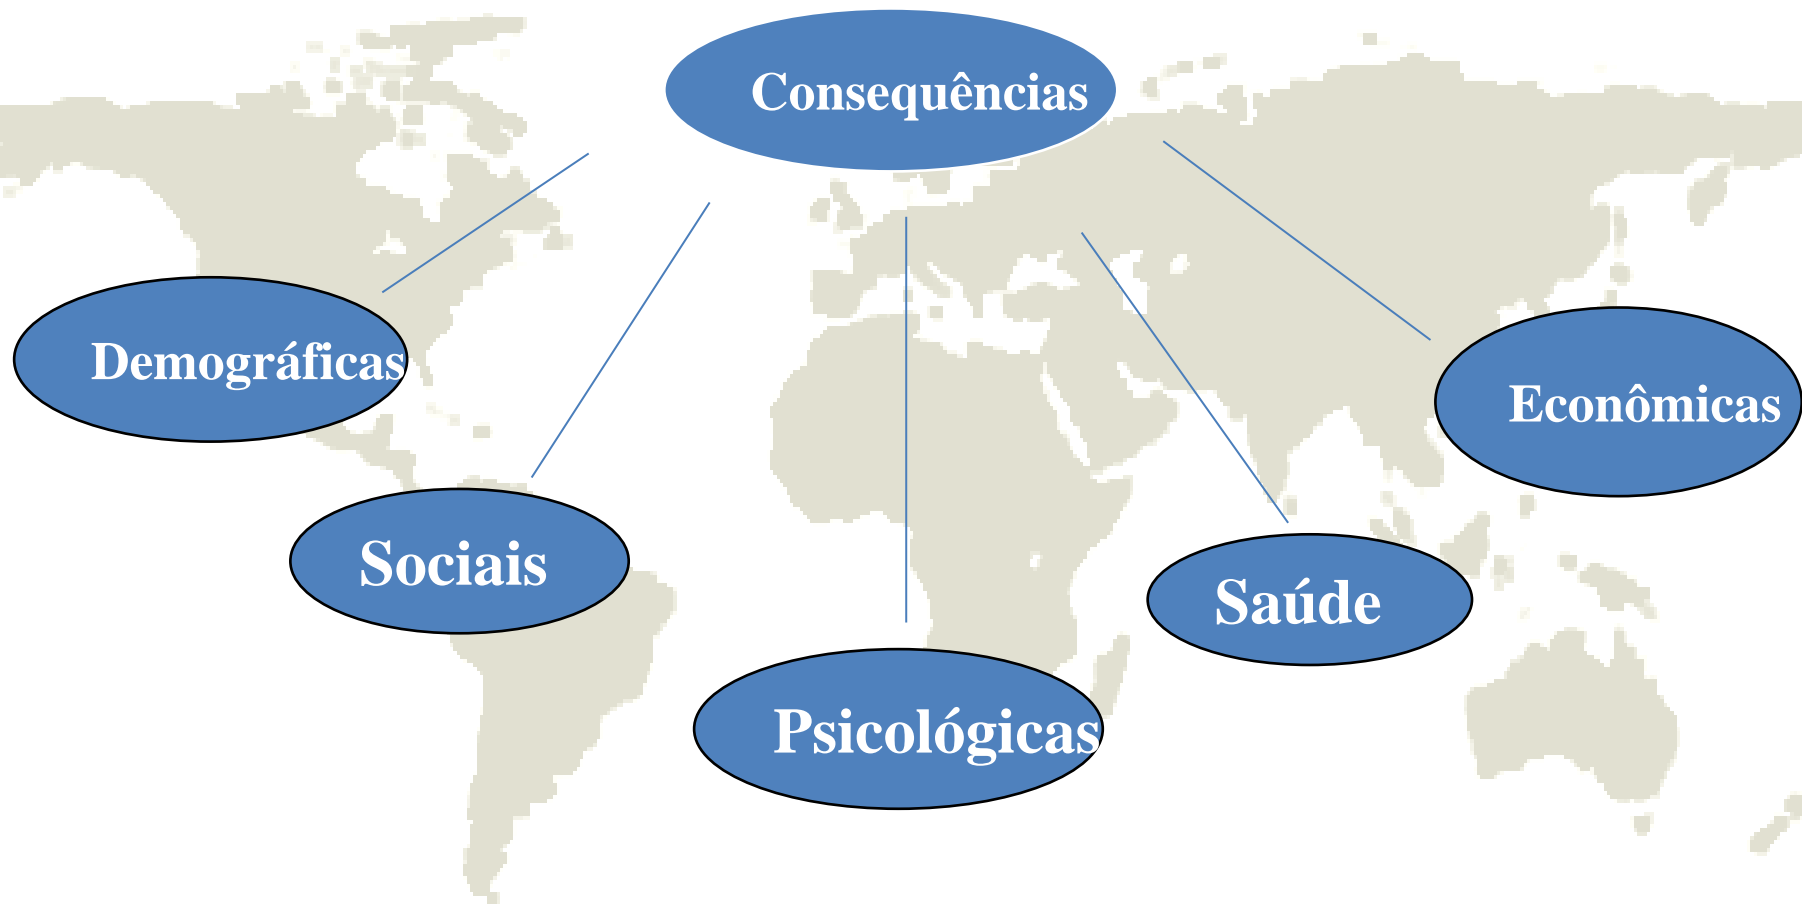 Consequências
Demográficas
Econômicas
Sociais
Saúde
Psicológicas